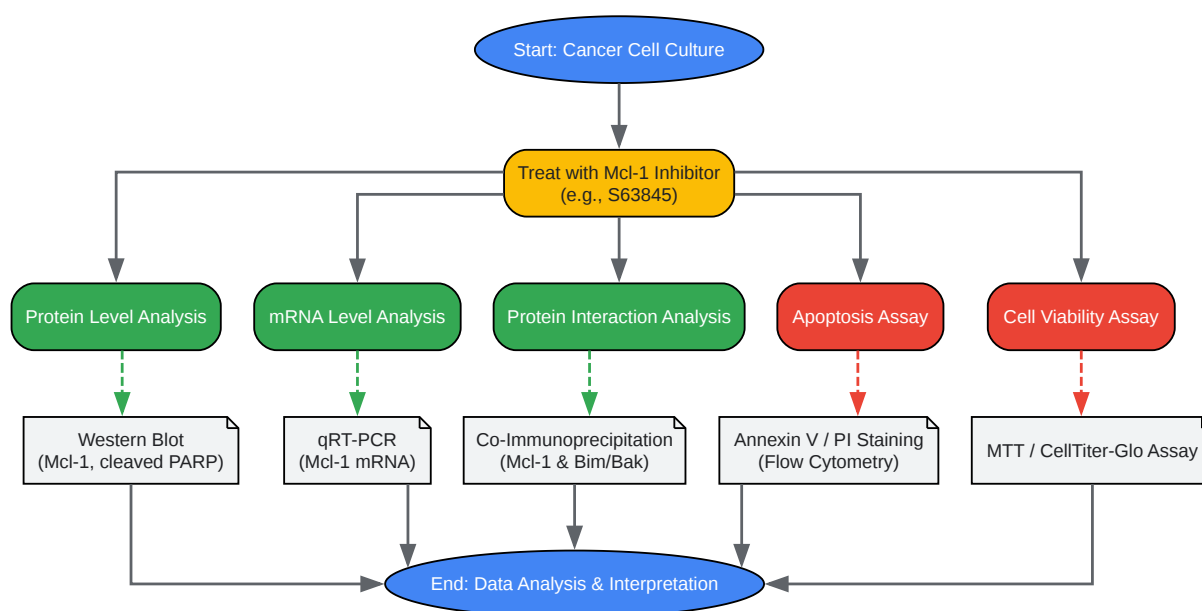 Start: Cancer Cell Culture
Treat with Mcl-1 Inhibitor
(e.g., S63845)
Protein Level Analysis
mRNA Level Analysis
Protein Interaction Analysis
Apoptosis Assay
Cell Viability Assay
Western Blot
(Mcl-1, cleaved PARP)
qRT-PCR
(Mcl-1 mRNA)
Co-Immunoprecipitation
(Mcl-1 & Bim/Bak)
Annexin V / PI Staining
(Flow Cytometry)
MTT / CellTiter-Glo Assay
End: Data Analysis & Interpretation